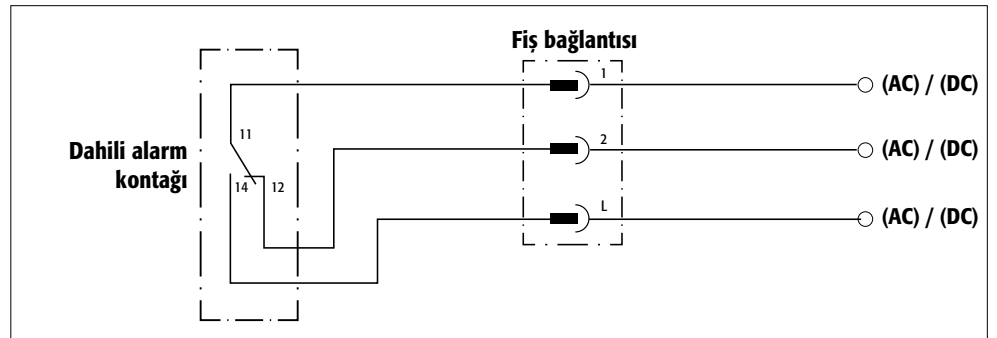 Fiş bağlantısı
1
(AC) / (DC)
11
2
(AC) / (DC)
Dahili alarm
kontağı
14
12
L
(AC) / (DC)